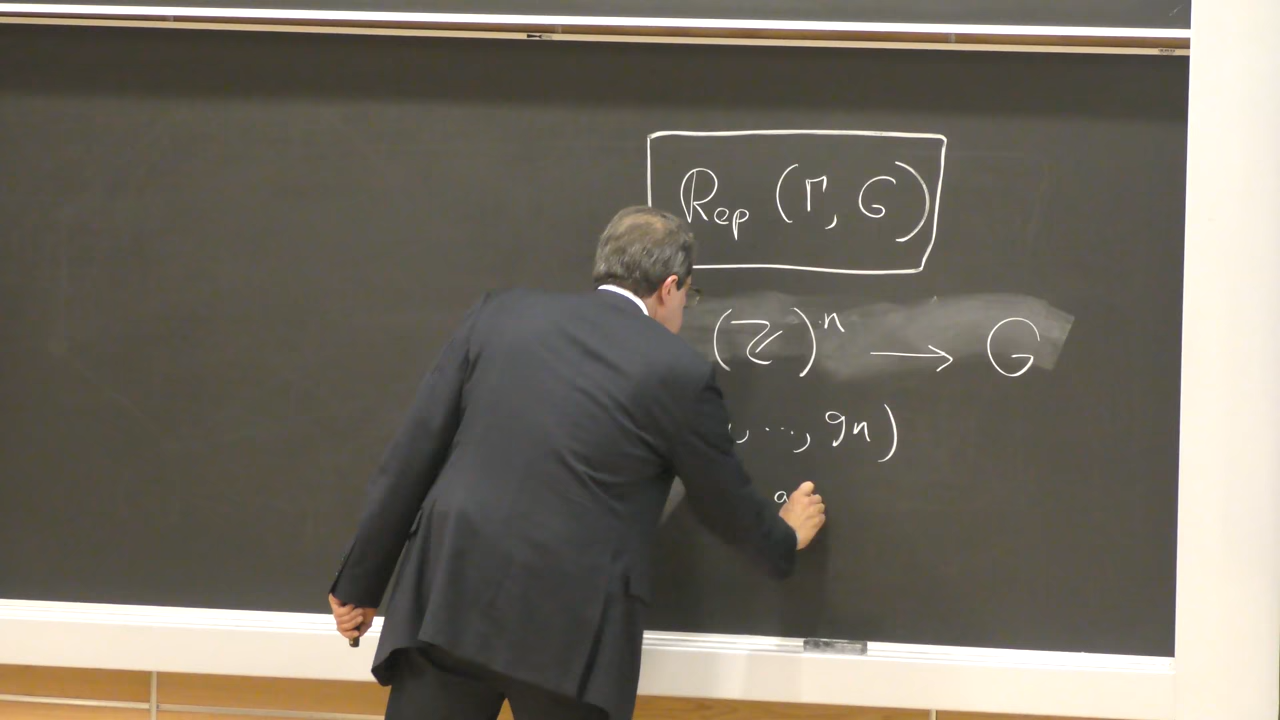 Rep (Γ, G)
(ℤ)ⁿ → G
, ..., gn)
a